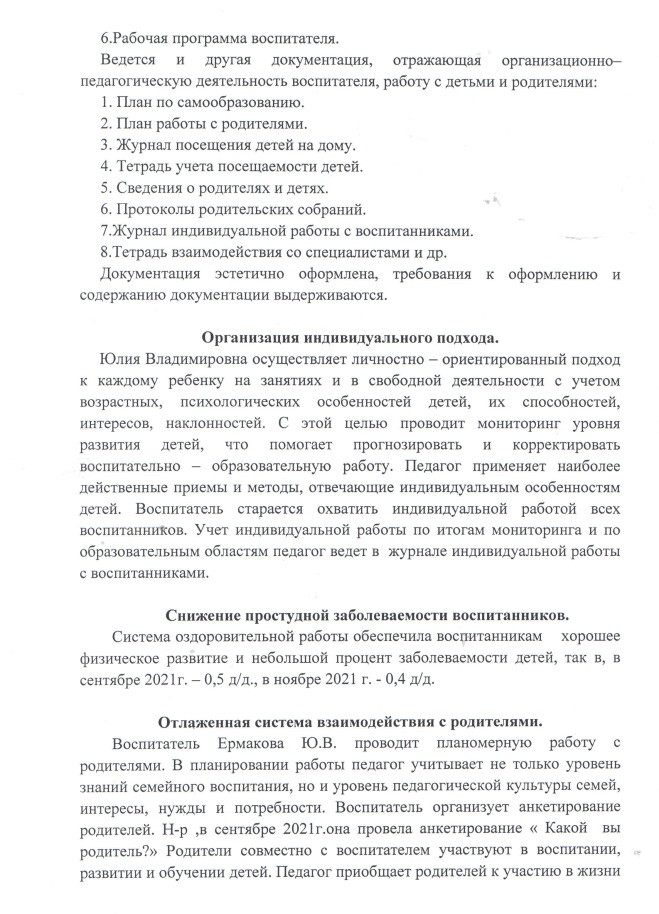 6.Рабочая программа воспитателя.
Ведется и другая документация, отражающая организационно–
педагогическую деятельность воспитателя, работу с детьми и родителями:
1. План по самообразованию.
2. План работы с родителями.
3. Журнал посещения детей на дому.
4. Тетрадь учета посещаемости детей.
5. Сведения о родителях и детях.
6. Протоколы родительских собраний.
7.Журнал индивидуальной работы с воспитанниками.
8.Тетрадь взаимодействия со специалистами и др.
Документация эстетично оформлена, требования к оформлению и
содержанию документации выдерживаются.
Организация индивидуального подхода.
Юлия Владимировна осуществляет личностно – ориентированный подход
к каждому ребенку на занятиях и в свободной деятельности с учетом
возрастных, психологических особенностей детей, их способностей,
интересов, наклонностей. С этой целью проводит мониторинг уровня
развития детей, что помогает прогнозировать и корректировать
воспитательно – образовательную работу. Педагог применяет наиболее
действенные приемы и методы, отвечающие индивидуальным особенностям
детей. Воспитатель старается охватить индивидуальной работой всех
воспитанников. Учет индивидуальной работы по итогам мониторинга и по
образовательным областям педагог ведет в журнале индивидуальной работы
с воспитанниками.
Снижение простудной заболеваемости воспитанников.
Система оздоровительной работы обеспечила воспитанникам хорошее
физическое развитие и небольшой процент заболеваемости детей, так в, в
сентябре 2021г. – 0,5 д/д., в ноябре 2021 г. - 0,4 д/д.
Отлаженная система взаимодействия с родителями.
Воспитатель Ермакова Ю.В. проводит планомерную работу с
родителями. В планировании работы педагог учитывает не только уровень
знаний семейного воспитания, но и уровень педагогической культуры семей,
интересы, нужды и потребности. Воспитатель организует анкетирование
родителей. Н-р ,в сентябре 2021г.она провела анкетирование « Какой вы
родитель?» Родители совместно с воспитателем участвуют в воспитании,
развитии и обучении детей. Педагог приобщает родителей к участию в жизни